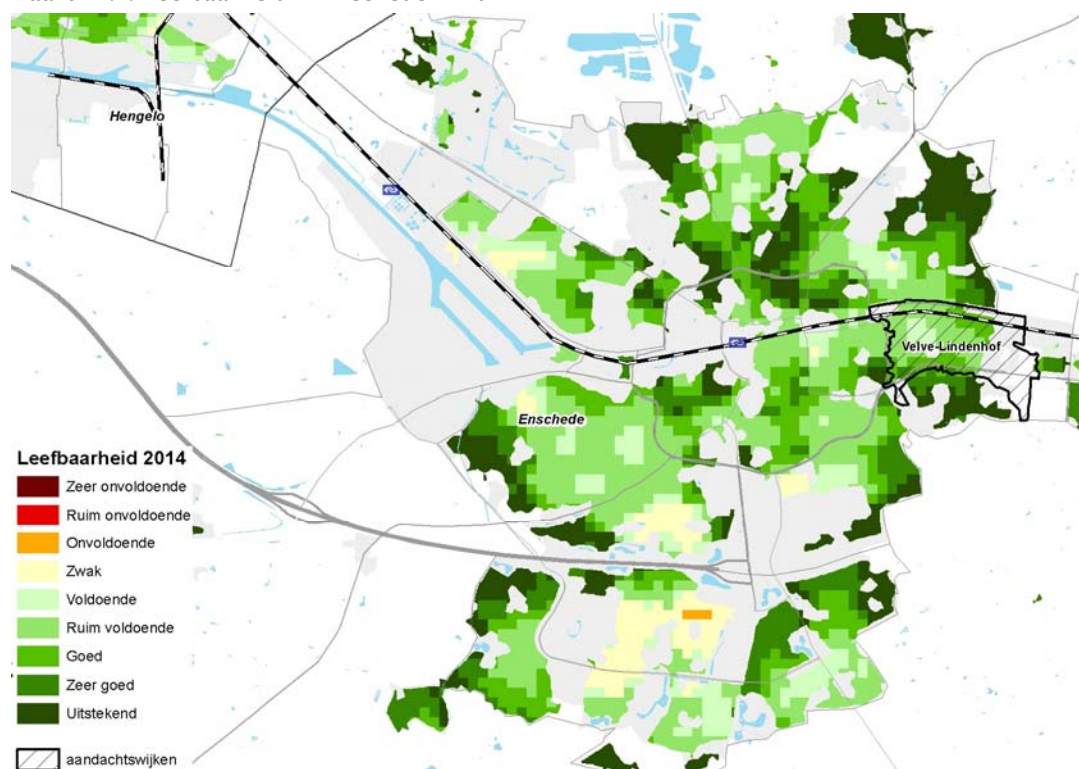 Hengelo
Velve-Lindenhof
Enschede
Leefbaarheid 2014
Zeer onvoldoende
Ruim onvoldoende
Onvoldoende
Zwak
Voldoende
Ruim voldoende
Goed
Zeer goed
Uitstekend
aandachtswijken